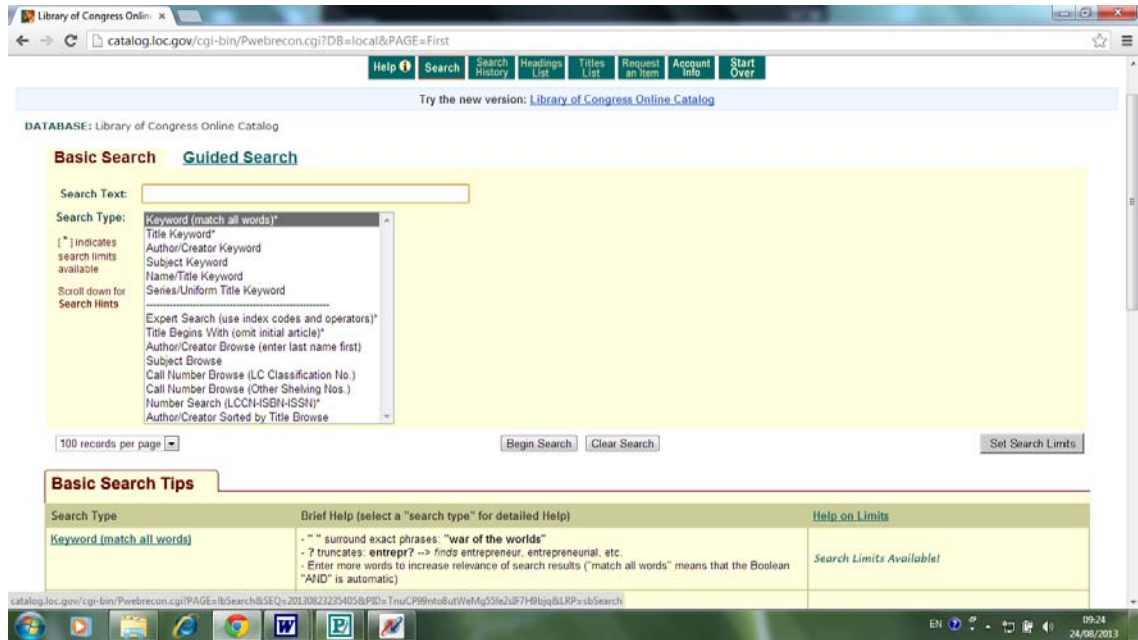 Library of Congress Onlin
catalog.loc.gov/cgi-bin/Pwebrecon.cgi?DB=local&PAGE=First
Help Search Search History Headings List Titles List Request an Item Account Info Start Over
Try the new version: Library of Congress Online Catalog
DATABASE: Library of Congress Online Catalog
Basic Search Guided Search
Search Text:
Search Type:
[ * ] indicates
search limits
available
Scroll down for
Search Hints
Keyword (match all words)*
Title Keyword*
Author/Creator Keyword
Subject Keyword
Name/Title Keyword
Series/Uniform Title Keyword
--------------------------------------------------------
Expert Search (use index codes and operators)*
Title Begins With (omit initial article)*
Author/Creator Browse (enter last name first)
Subject Browse
Call Number Browse (LC Classification No.)
Call Number Browse (Other Shelving Nos.)
Number Search (LCCN-ISBN-ISSN)*
Author/Creator Sorted by Title Browse
100 records per page Begin Search Clear Search Set Search Limits
Basic Search Tips
Search Type Brief Help (select a "search type" for detailed Help) Help on Limits
Keyword (match all words)
- " " surround exact phrases: "war of the worlds"
- ? truncates: entrepr? --> finds entrepreneur, entrepreneurial, etc.
- Enter more words to increase relevance of search results ("match all words" means that the Boolean
"AND" is automatic)
Search Limits Available!
EN 09:24
24/08/2013